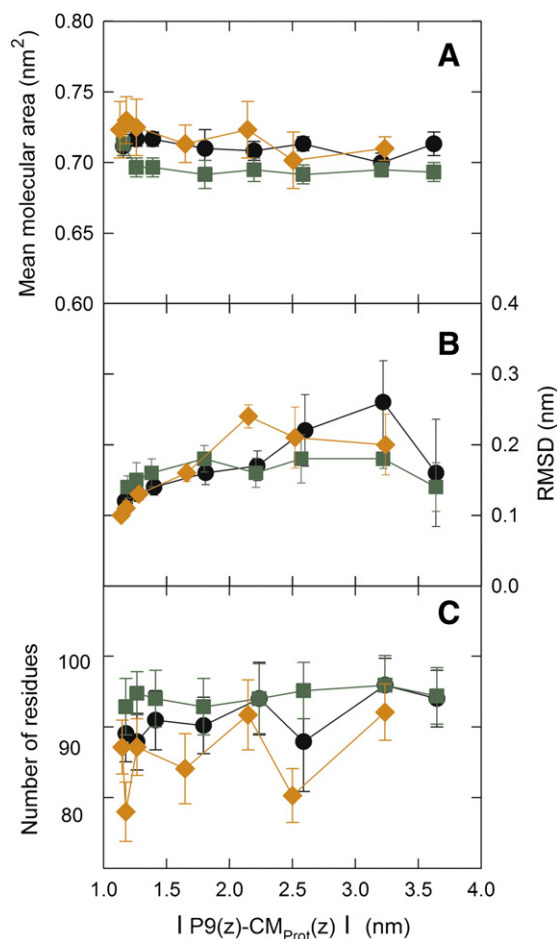 A
Mean molecular area (nm²)
0.80
0.75
0.70
0.65
0.60
B
RMSD (nm)
0.4
0.3
0.2
0.1
0.0
C
Number of residues
100
90
80
1.0 1.5 2.0 2.5 3.0 3.5 4.0
I P9(z)-CM_Prot(z) I (nm)